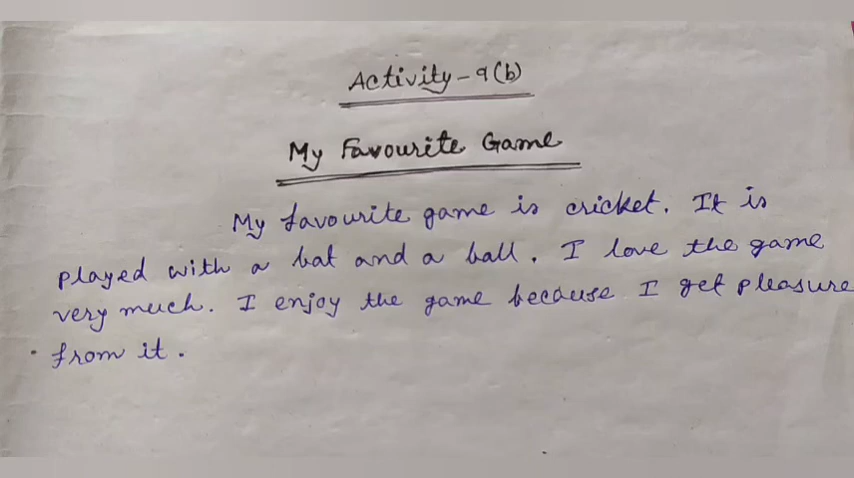 Activity - 9(b)
My Favourite Game
My favourite game is cricket. It is
played with a bat and a ball. I love the game
very much. I enjoy the game because I get pleasure
from it.